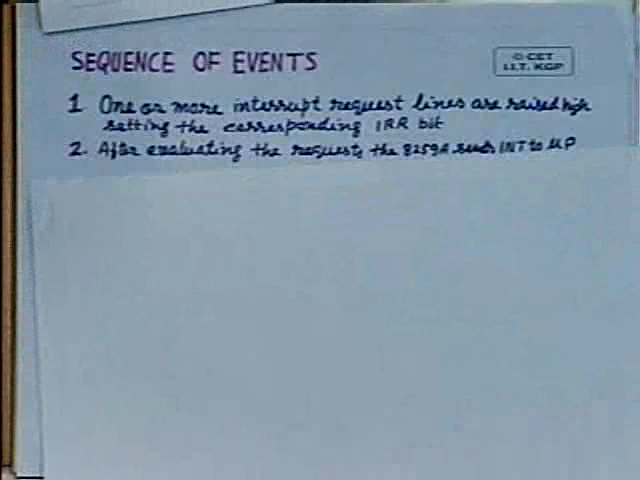 SEQUENCE OF EVENTS
© CET
I.I.T. KGP
1 One or more interrupt request lines are raised high
setting the corresponding IRR bit
2. After evaluating the requests the 8259A sends INT to μP